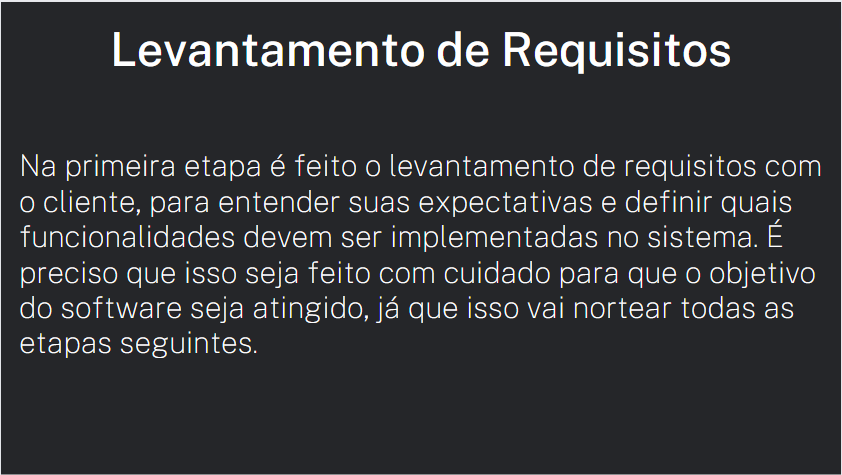 Levantamento de Requisitos
Na primeira etapa é feito o levantamento de requisitos com
o cliente, para entender suas expectativas e definir quais
funcionalidades devem ser implementadas no sistema. É
preciso que isso seja feito com cuidado para que o objetivo
do software seja atingido, já que isso vai nortear todas as
etapas seguintes.